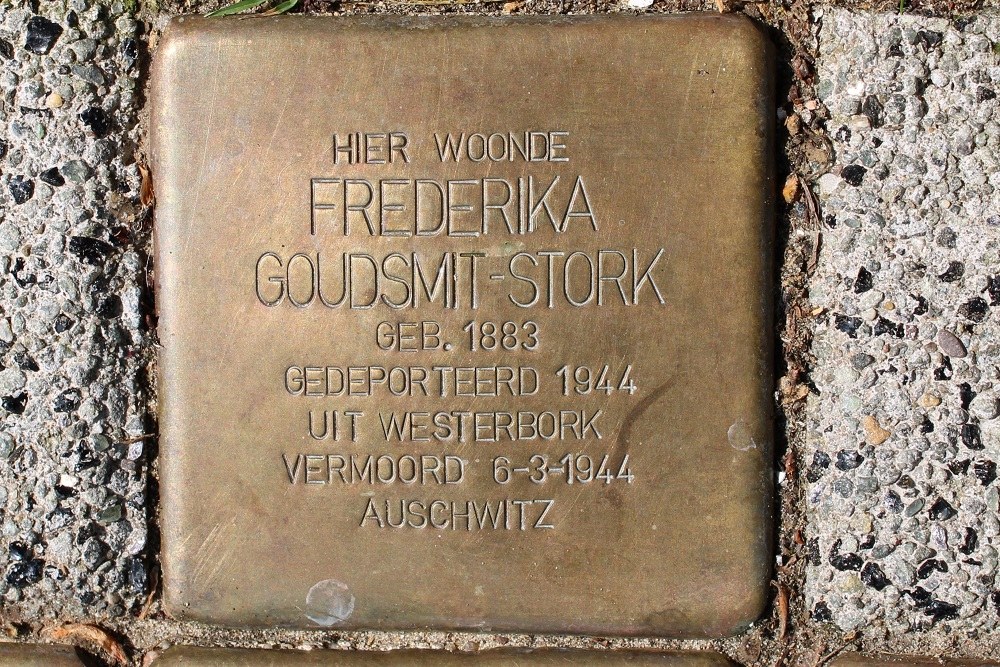 HIER WOONDE
FREDERIKA
GOUDSMIT-STORK
GEB. 1883
GEDEPORTEERD 1944
UIT WESTERBORK
VERMOORD 6-3-1944
AUSCHWITZ